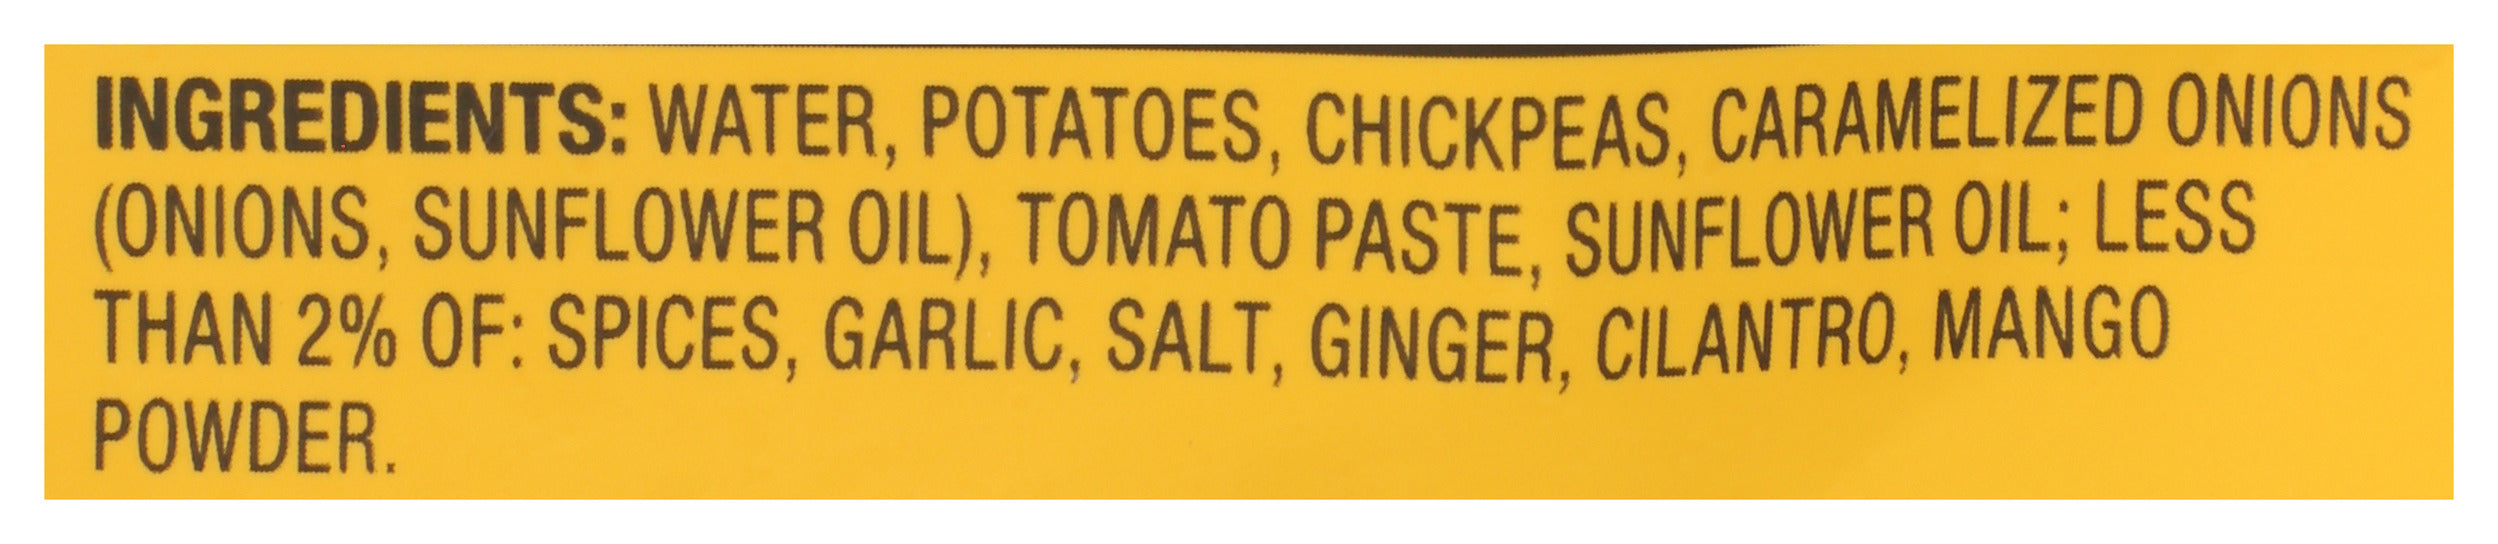 INGREDIENTS: WATER, POTATOES, CHICKPEAS, CARAMELIZED ONIONS
(ONIONS, SUNFLOWER OIL), TOMATO PASTE, SUNFLOWER OIL; LESS
THAN 2% OF: SPICES, GARLIC, SALT, GINGER, CILANTRO, MANGO
POWDER.